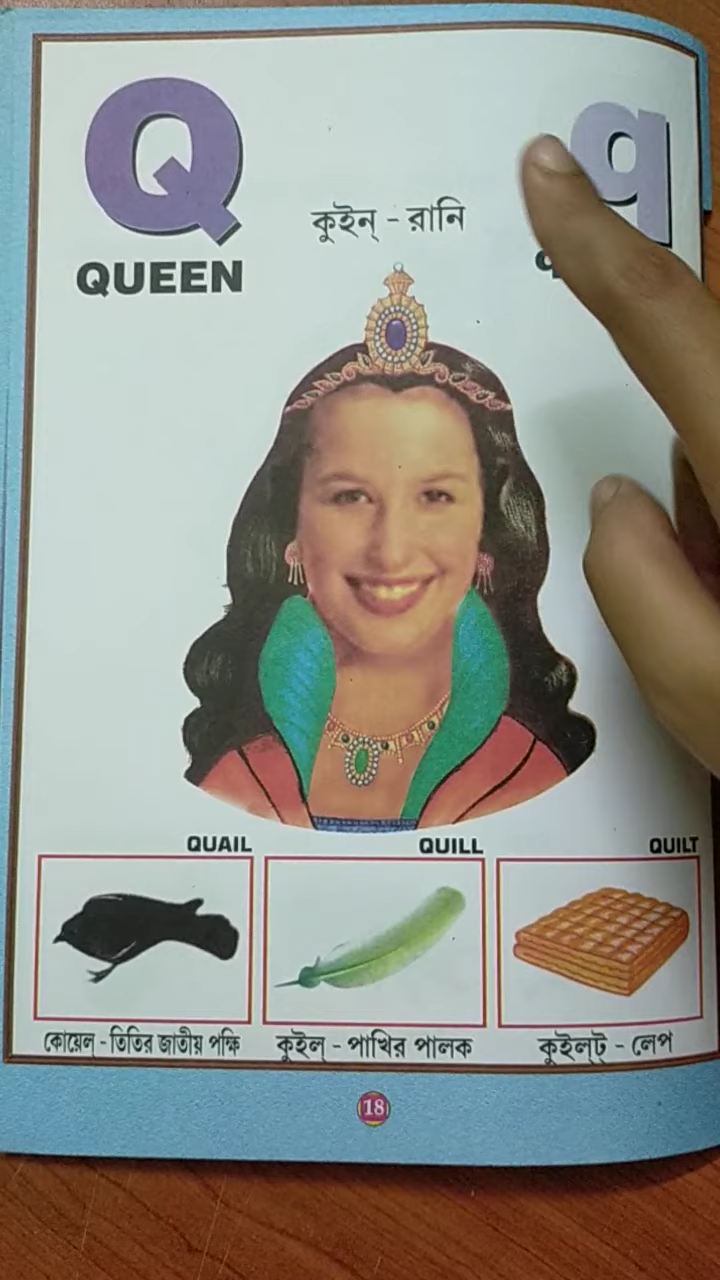 Q
q
কুইন্ - রানি
QUEEN
QUAIL
QUILL
QUILT
কোয়েল্ - তিতির জাতীয় পক্ষি
কুইল্ - পাখির পালক
কুইল্ট্ - লেপ
18